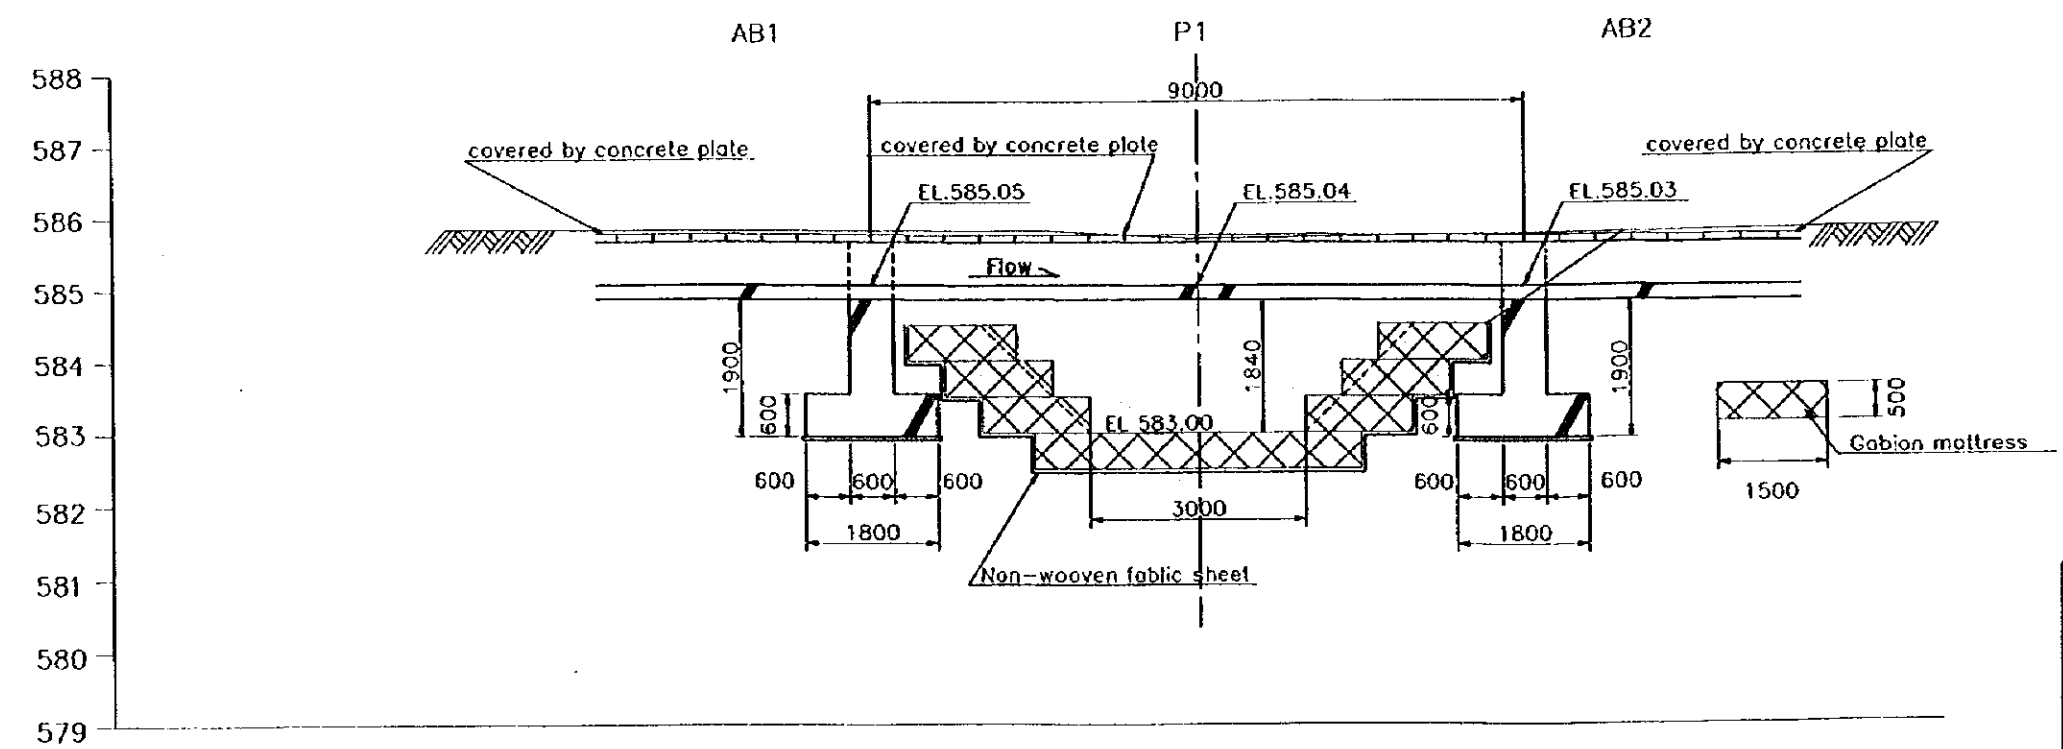 AB1
P1
AB2
588
9000
587
covered by concrete plate
covered by concrete plote
covered by concrete plate
EL.585.05
EL.585.04
EL.585.03
586
Flow
585
584
1900
1840
1900
600
EL 583.00
600
500
583
Gabion mattress
600
600
600
600
600
600
1500
582
3000
1800
1800
581
Non-wooven fablic sheet
580
579